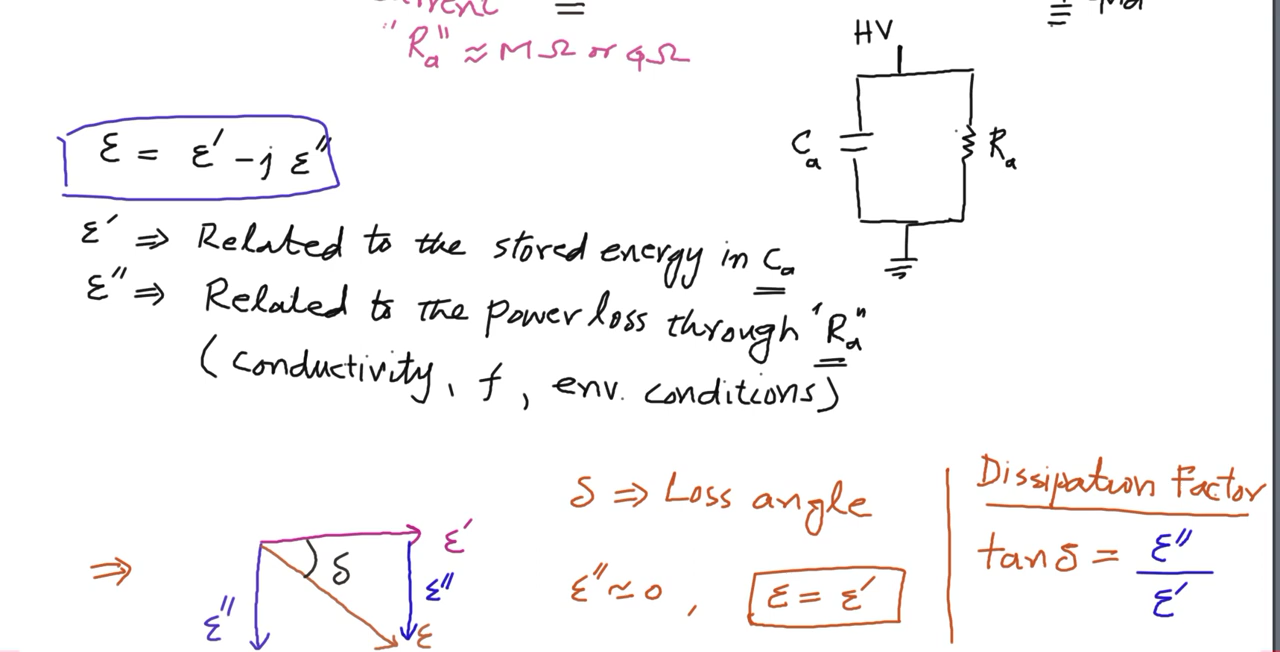 "Rₐ" ≈ MΩ or GΩ
HV
Cₐ
Rₐ
ε = ε′ - j ε″
ε′ ⇒ Related to the stored energy in Cₐ
ε″ ⇒ Related to the power loss through "Rₐ"
(conductivity, f, env. conditions)
⇒
ε′
δ
ε″
ε″
ε
δ ⇒ Loss angle
ε″ ≃ 0, ε = ε′
Dissipation Factor
tan δ = ε″ / ε′